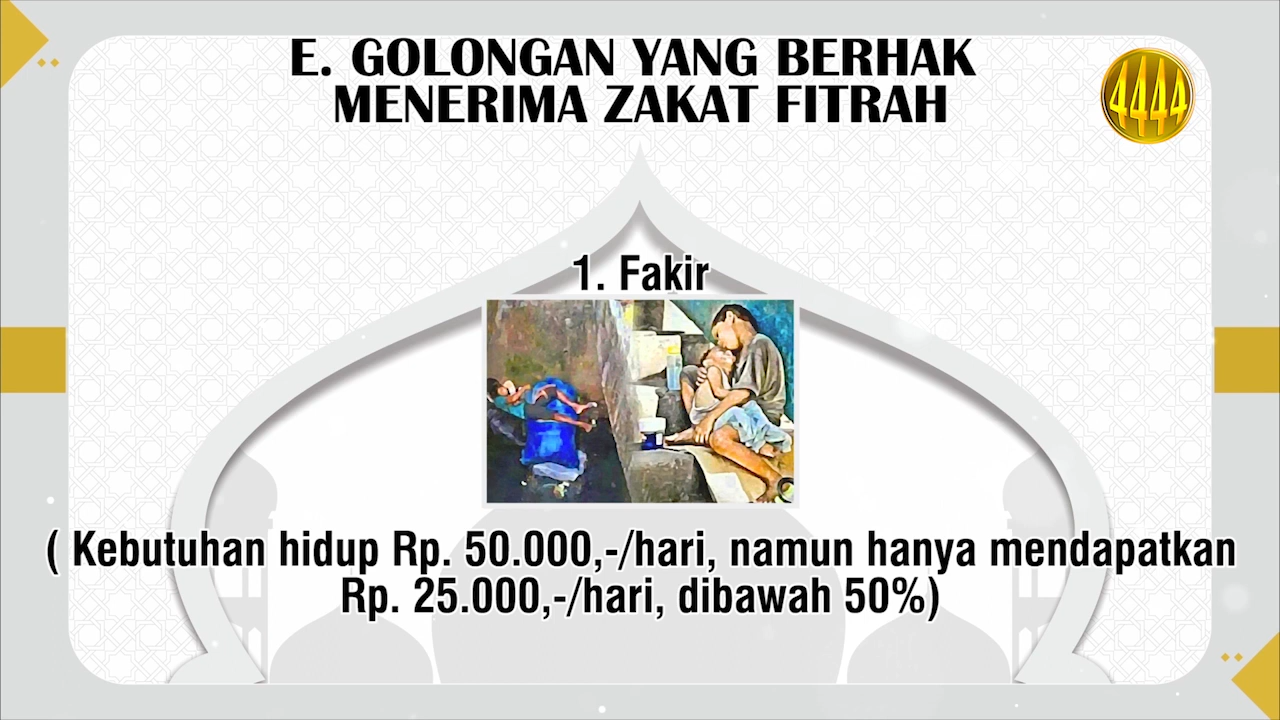 E. GOLONGAN YANG BERHAK
MENERIMA ZAKAT FITRAH
4444
1. Fakir
( Kebutuhan hidup Rp. 50.000,-/hari, namun hanya mendapatkan
Rp. 25.000,-/hari, dibawah 50%)